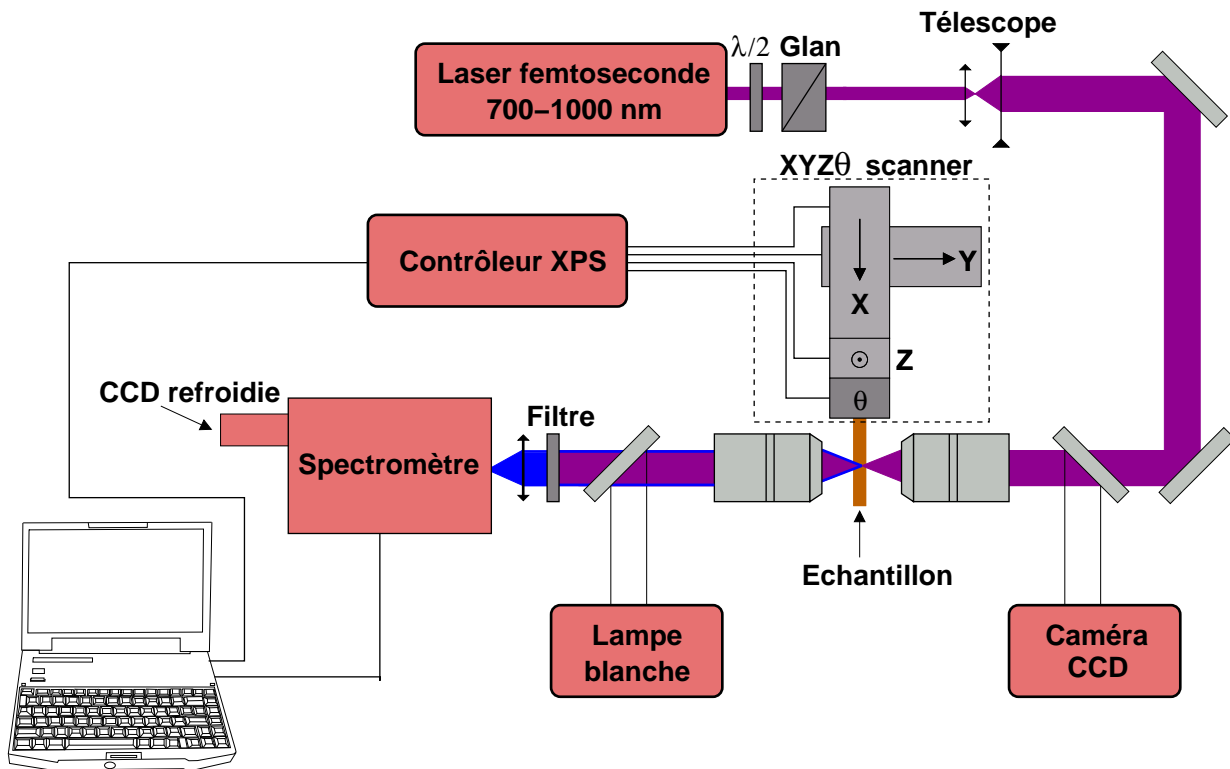 Télescope
λ/2 Glan
Laser femtoseconde
700–1000 nm
XYZθ scanner
Contrôleur XPS
Y
X
Z
θ
CCD refroidie
Filtre
Spectromètre
Echantillon
Lampe
blanche
Caméra
CCD